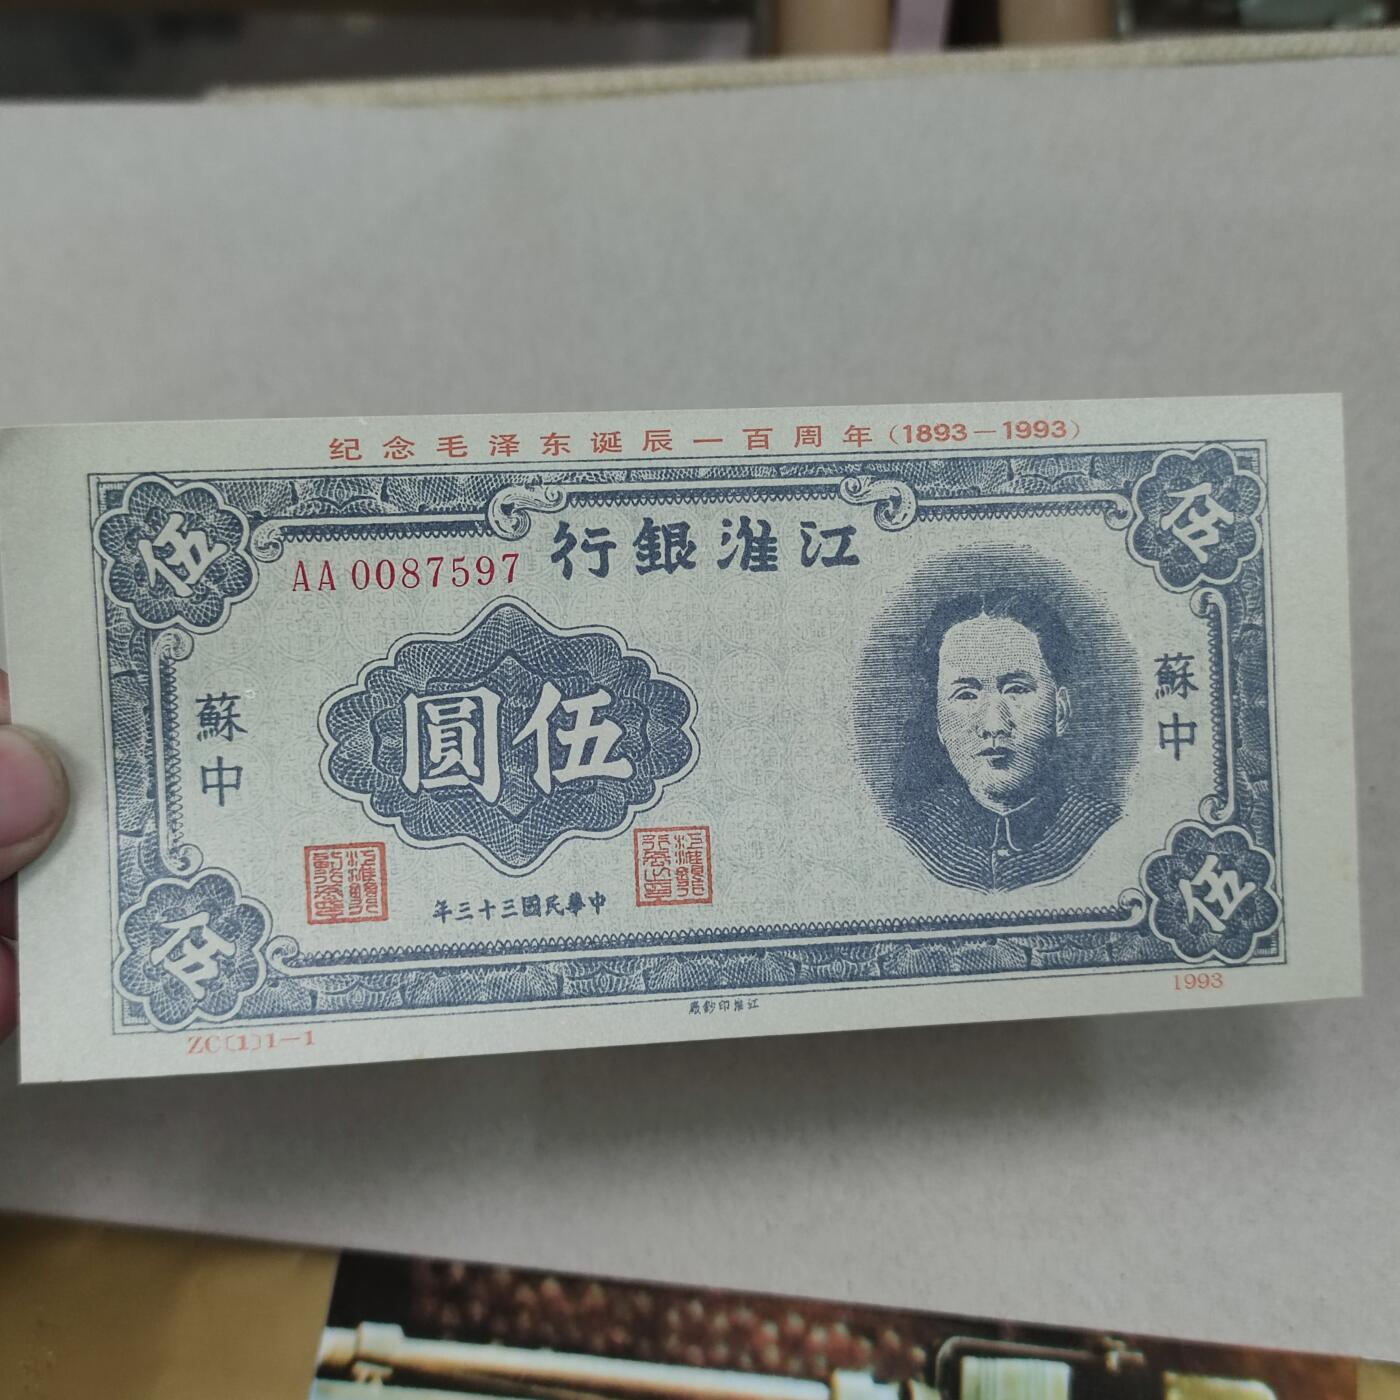 纪念毛泽东诞辰一百周年(1893—1993)
行銀淮江
AA 0087597
伍
伍
蘇中
圓伍
蘇中
年三十三國民華中
伍
伍
廠鈔印淮江
1993
ZC〔1〕1—1